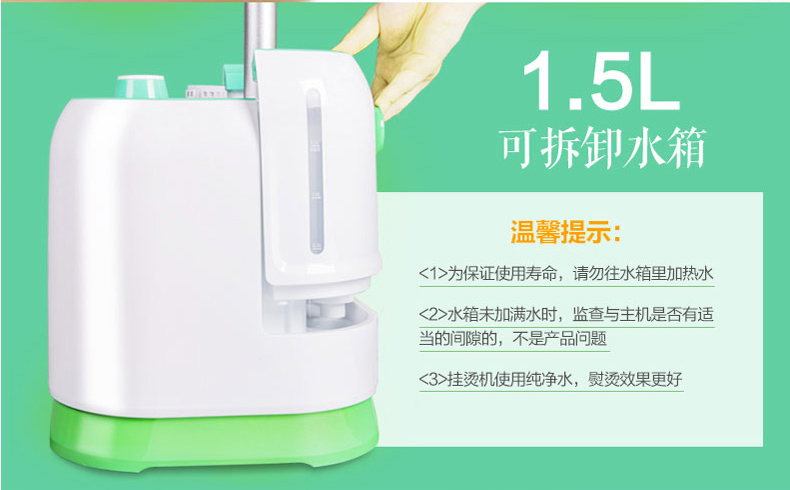 1.5L
可拆卸水箱
温馨提示:
<1>为保证使用寿命，请勿往水箱里加热水
<2>水箱未加满水时，监查与主机是否有适
当的间隙的，不是产品问题
<3>挂烫机使用纯净水，熨烫效果更好